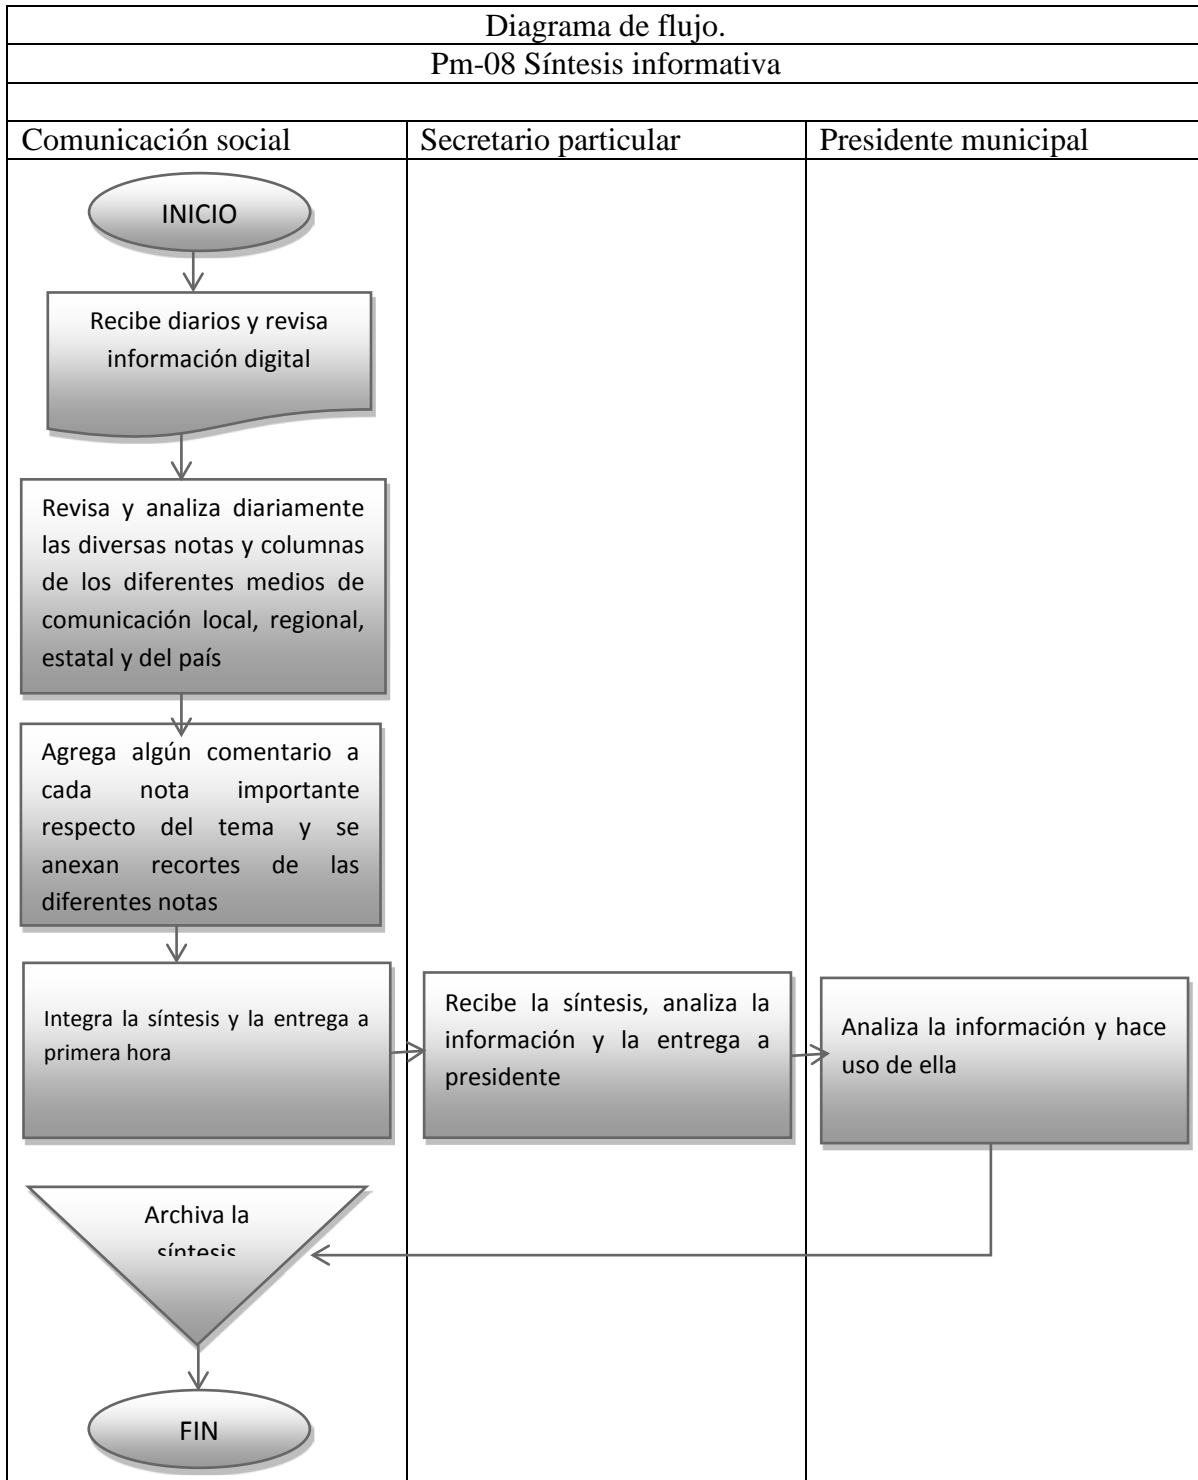 Diagrama de flujo.
Pm-08 Síntesis informativa
Comunicación social
Secretario particular
Presidente municipal
INICIO
Recibe diarios y revisa
información digital
Revisa y analiza diariamente
las diversas notas y columnas
de los diferentes medios de
comunicación local, regional,
estatal y del país
Agrega algún comentario a
cada nota importante
respecto del tema y se
anexan recortes de las
diferentes notas
Integra la síntesis y la entrega a
primera hora
Recibe la síntesis, analiza la
información y la entrega a
presidente
Analiza la información y hace
uso de ella
Archiva la
síntesis
FIN